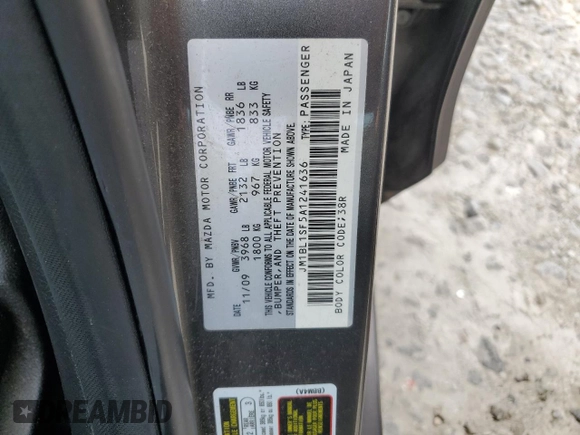 MFD. BY MAZDA MOTOR CORPORATION
DATE GVWR/PNBV GAWR/PNBE FRT GAWR/PNBE RR
11/09 3968 LB 2132 LB 1836 LB
1800 KG 967 KG 833 KG
THIS VEHICLE CONFORMS TO ALL APPLICABLE FEDERAL MOTOR VEHICLE SAFETY
,BUMPER,AND THEFT PREVENTION
STANDARDS IN EFFECT ON THE DATE OF MANUFACTURE SHOWN ABOVE.
JM1BL1SF5A1241636 TYPE: PASSENGER
BODY COLOR CODE;38R MADE IN JAPAN
(BBM4A)
DREAMBID